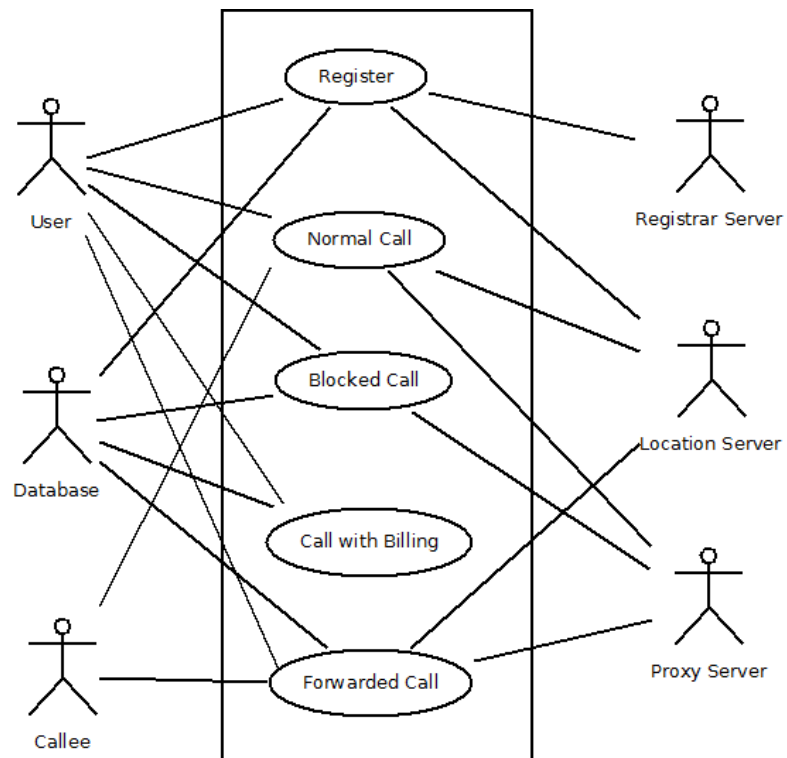 Register
User
Registrar Server
Normal Call
Blocked Call
Location Server
Database
Call with Billing
Forwarded Call
Proxy Server
Callee